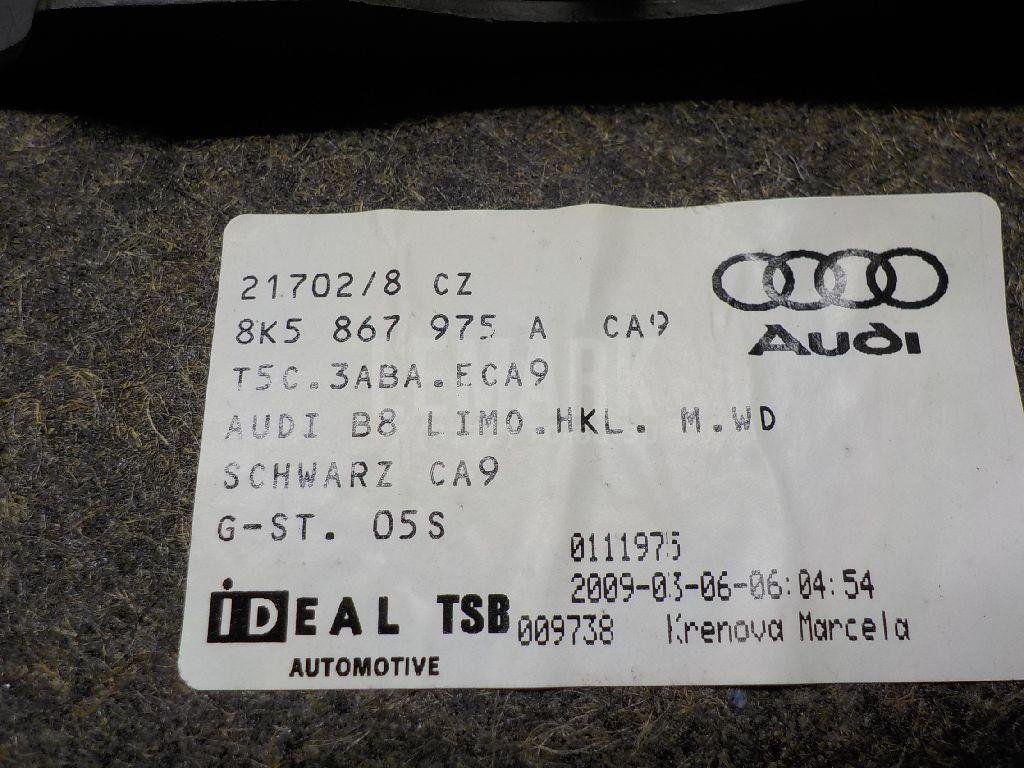 21702/8 CZ
8K5 867 975 A CA9
Audi
T5C.3ABA.ECA9
AUDI B8 LIMO.HKL. M.WD
SCHWARZ CA9
G-ST. 05S
0111975
2009-03-06-06:04:54
iDEAL TSB 009738 Krenova Marcela
AUTOMOTIVE